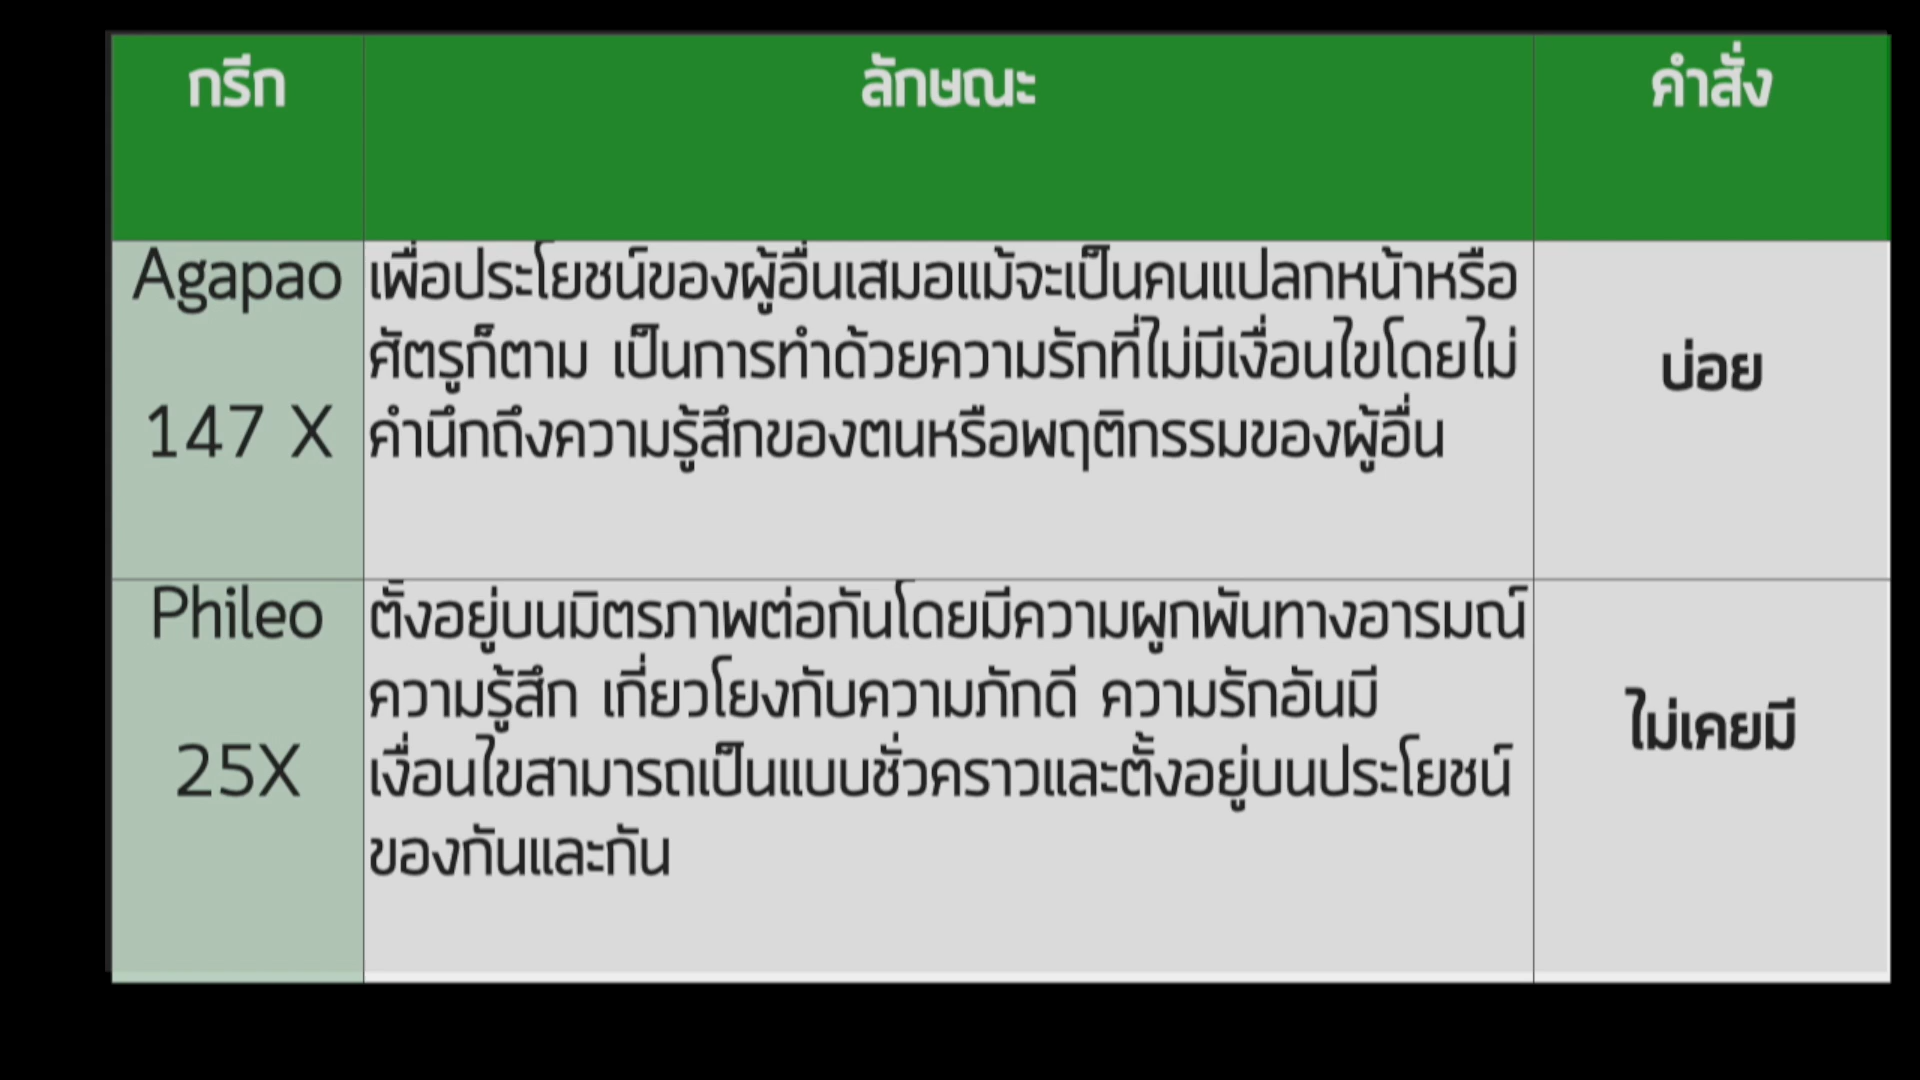 กรีก
ลักษณะ
คำสั่ง
Agapao
147 X
เพื่อประโยชน์ของผู้อื่นเสมอแม้จะเป็นคนแปลกหน้าหรือ
ศัตรูก็ตาม เป็นการทำด้วยความรักที่ไม่มีเงื่อนไขโดยไม่
คำนึกถึงความรู้สึกของตนหรือพฤติกรรมของผู้อื่น
บ่อย
Phileo
25X
ตั้งอยู่บนมิตรภาพต่อกันโดยมีความผูกพันทางอารมณ์
ความรู้สึก เกี่ยวโยงกับความภักดี ความรักอันมี
เงื่อนไขสามารถเป็นแบบชั่วคราวและตั้งอยู่บนประโยชน์
ของกันและกัน
ไม่เคยมี